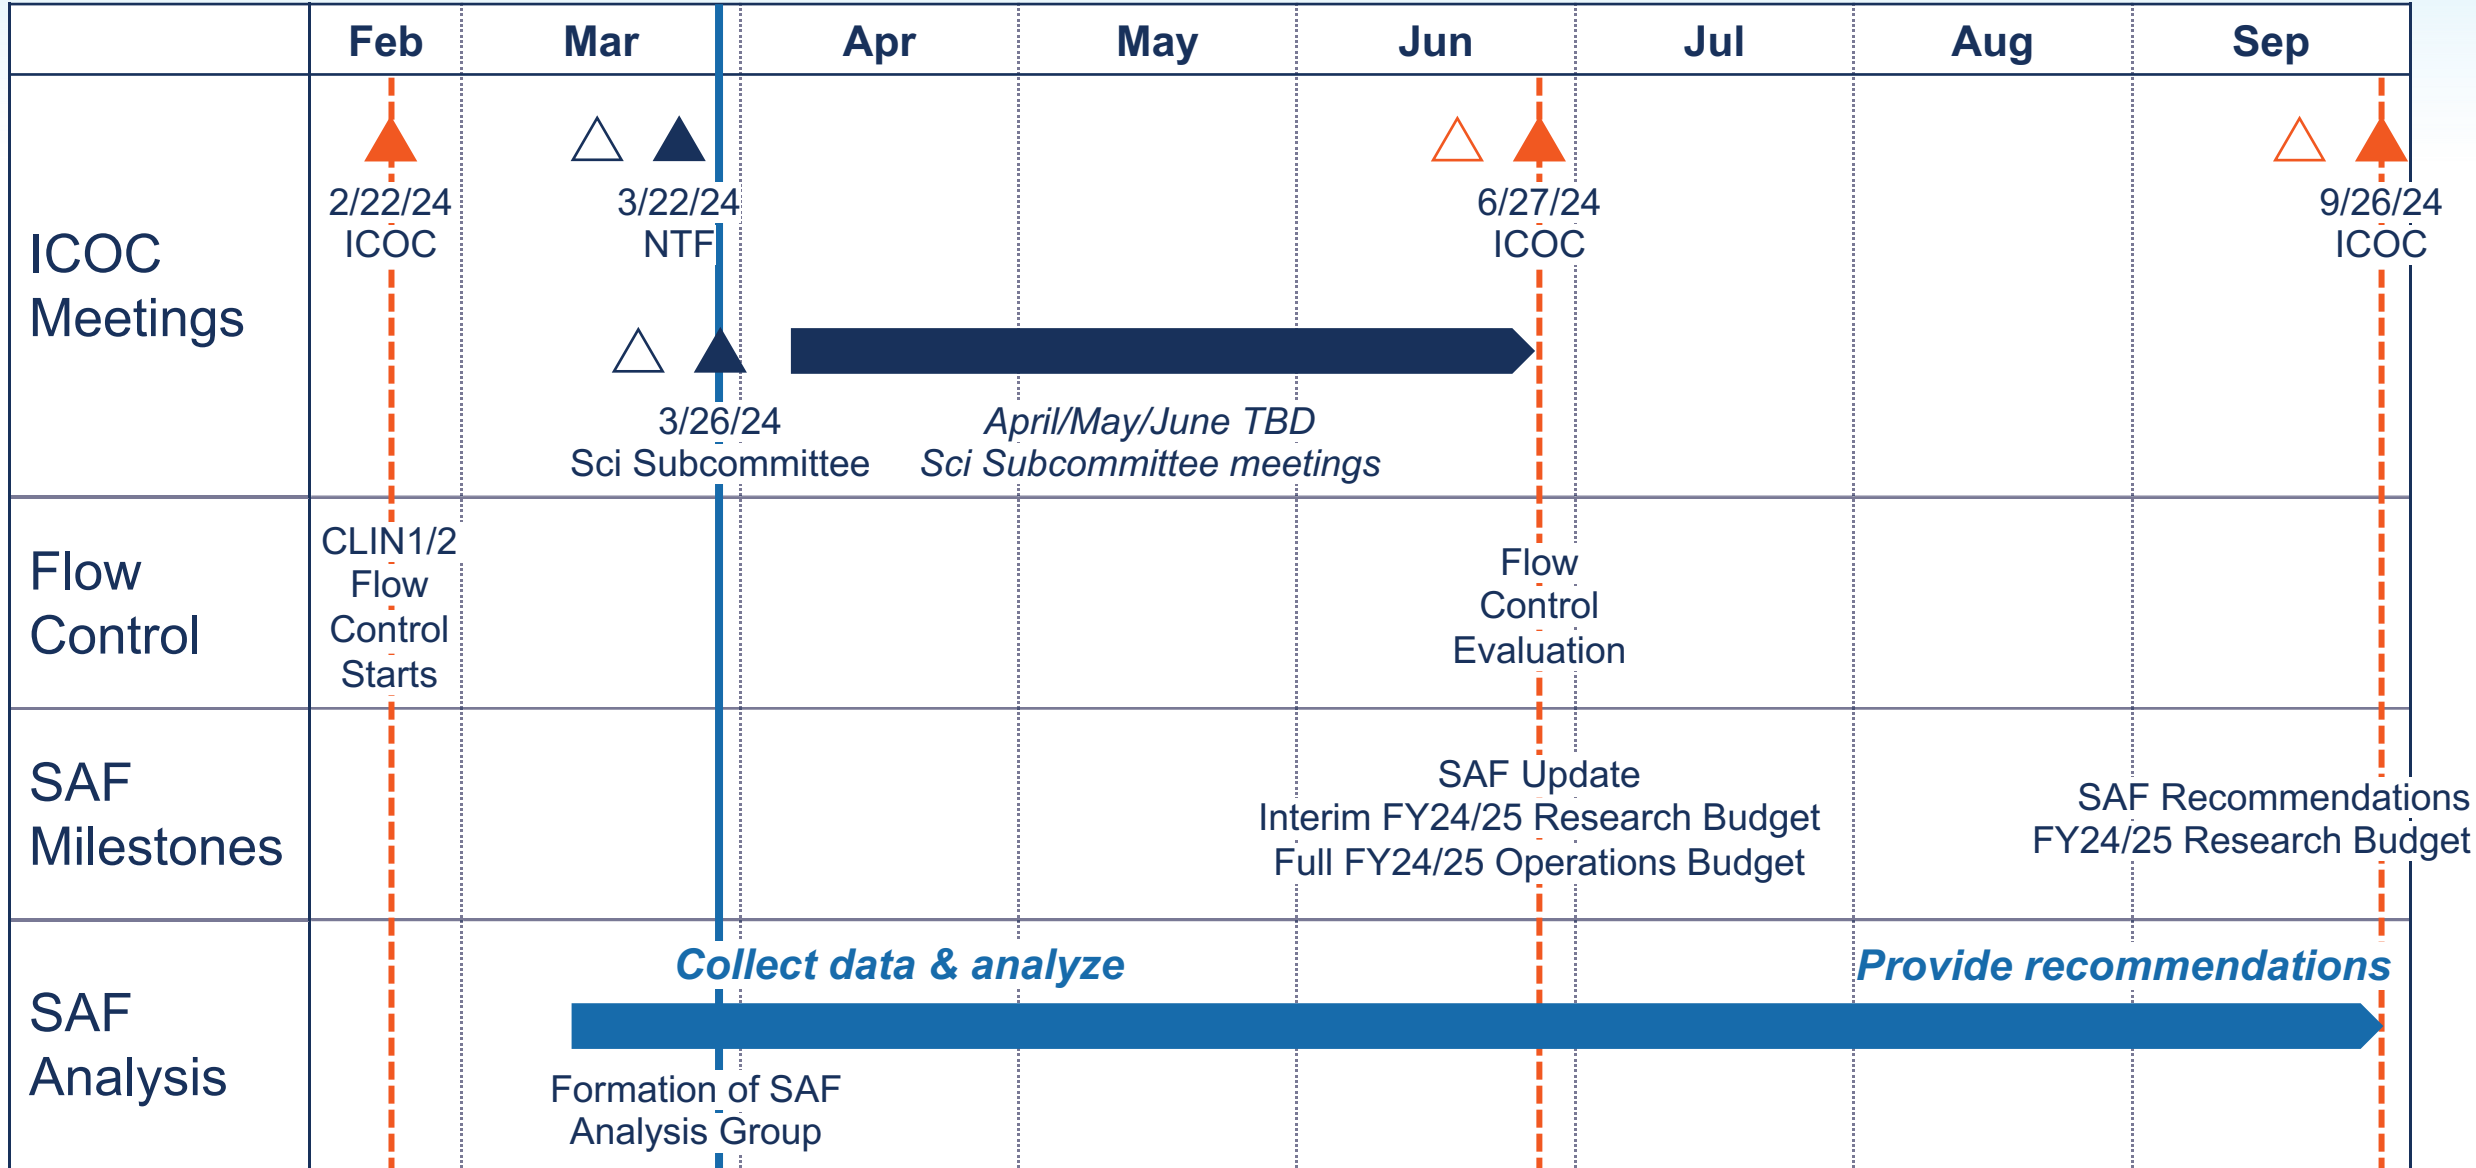 Feb
Mar
Apr
May
Jun
Jul
Aug
Sep
ICOC
Meetings
2/22/24
ICOC
3/22/24
NTF
6/27/24
ICOC
9/26/24
ICOC
3/26/24
Sci Subcommittee
April/May/June TBD
Sci Subcommittee meetings
Flow
Control
CLIN1/2
Flow
Control
Starts
Flow
Control
Evaluation
SAF
Milestones
SAF Update
Interim FY24/25 Research Budget
Full FY24/25 Operations Budget
SAF Recommendations
FY24/25 Research Budget
SAF
Analysis
Collect data & analyze
Provide recommendations
Formation of SAF
Analysis Group